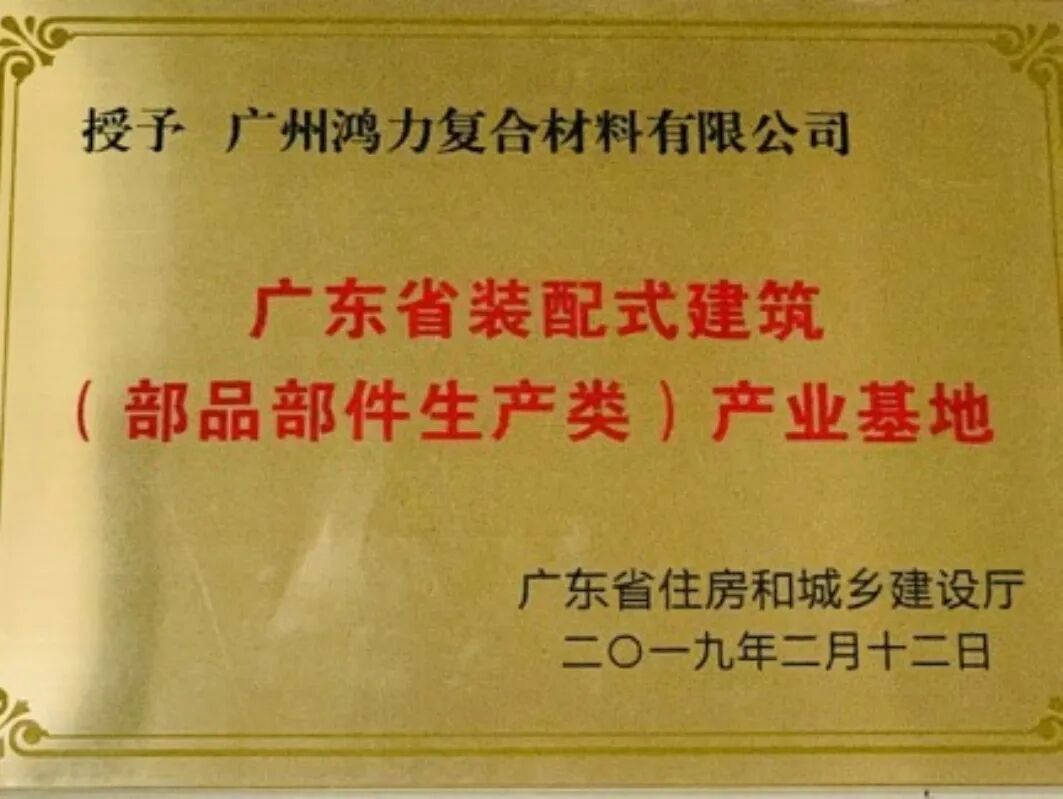 授予 广州鸿力复合材料有限公司
广东省装配式建筑
（部品部件生产类）产业基地
广东省住房和城乡建设厅
二〇一九年二月十二日